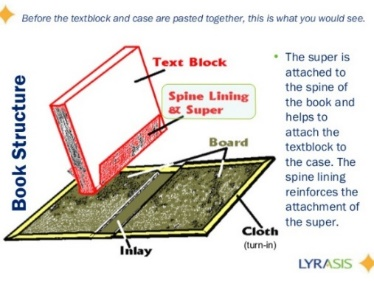 Before the textblock and case are pasted together, this is what you would see.
Book Structure
Text Block
Spine Lining
& Super
Board
Inlay
Cloth
(turn-in)
• The super is
attached to
the spine of
the book and
helps to
attach the
textblock to
the case. The
spine lining
reinforces the
attachment of
the super.
LYRASIS